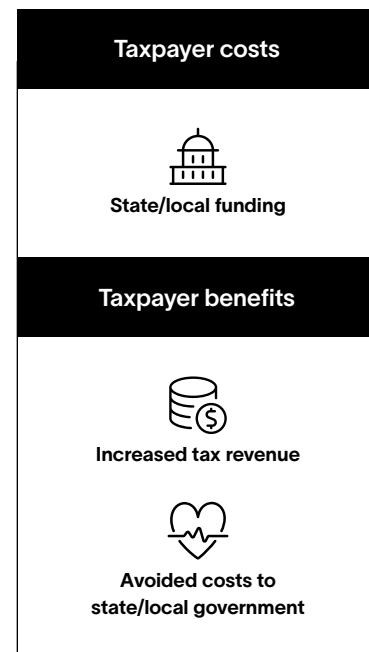 Taxpayer costs
State/local funding
Taxpayer benefits
$
Increased tax revenue
Avoided costs to
state/local government